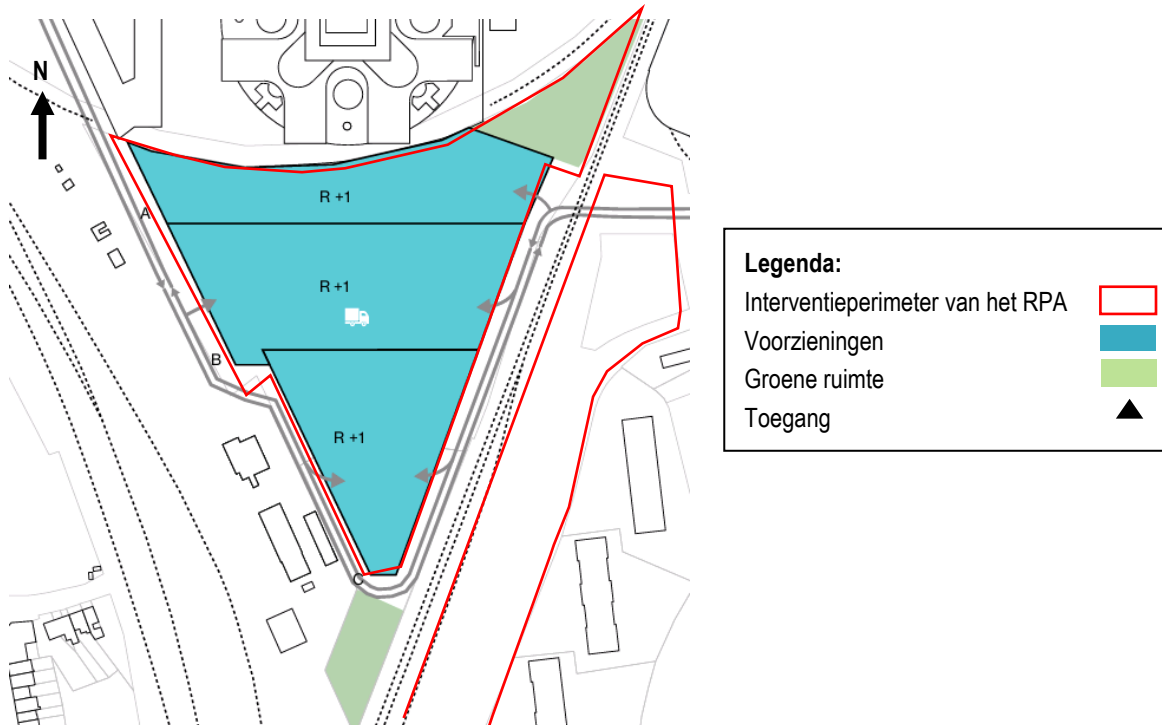 N
A
R +1
R +1
B
R +1
C
Legenda:
Interventieperimeter van het RPA
Voorzieningen
Groene ruimte
Toegang